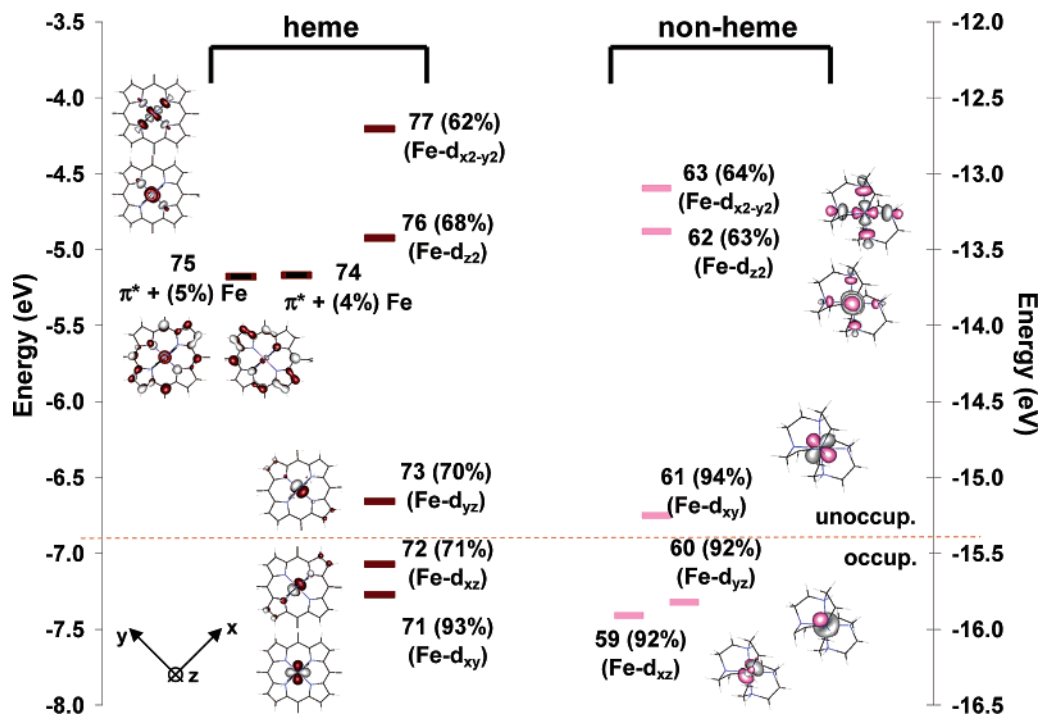 heme
non-heme
Energy (eV)
-3.5
-4.0
-4.5
-5.0
-5.5
-6.0
-6.5
-7.0
-7.5
-8.0
77 (62%)
(Fe-dx2-y2)
76 (68%)
(Fe-dz2)
75
π* + (5%) Fe
74
π* + (4%) Fe
73 (70%)
(Fe-dyz)
72 (71%)
(Fe-dxz)
71 (93%)
(Fe-dxy)
y
x
z
63 (64%)
(Fe-dx2-y2)
62 (63%)
(Fe-dz2)
61 (94%)
(Fe-dxy)
unoccup.
occup.
60 (92%)
(Fe-dyz)
59 (92%)
(Fe-dxz)
-12.0
-12.5
-13.0
-13.5
-14.0
-14.5
-15.0
-15.5
-16.0
-16.5
Energy (eV)